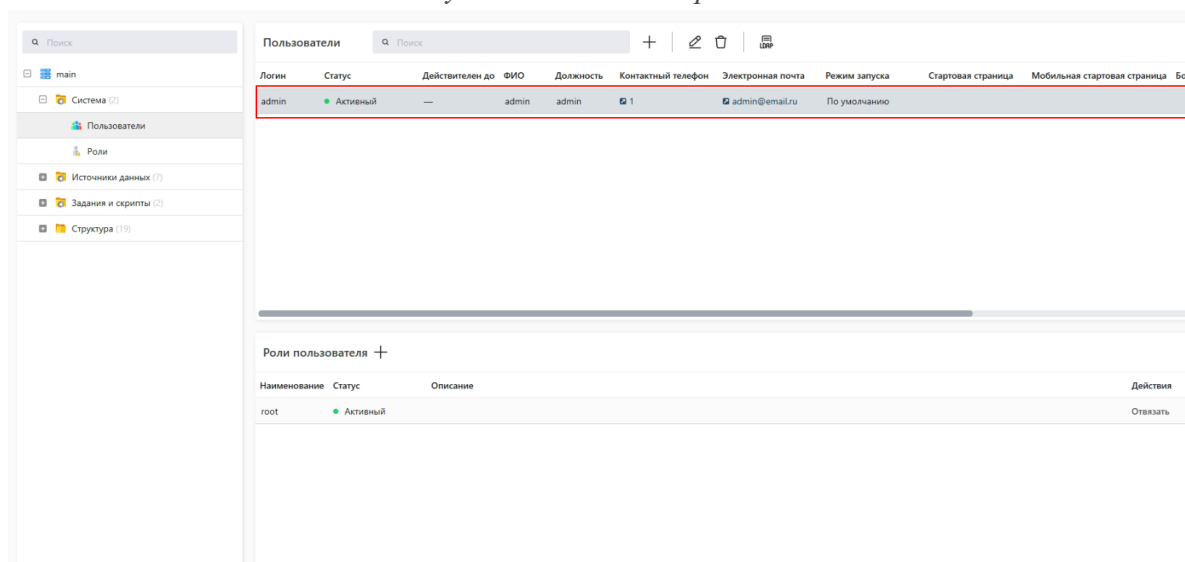 Поиск
main
Система (2)
Пользователи
Роли
Источники данных (7)
Задания и скрипты (2)
Структура (19)
Пользователи Поиск LDAP
Логин Статус Действителен до ФИО Должность Контактный телефон Электронная почта Режим запуска Стартовая страница Мобильная стартовая страница Бо
admin Активный — admin admin 1 admin@email.ru По умолчанию
Роли пользователя
Наименование Статус Описание Действия
root Активный Отвязать